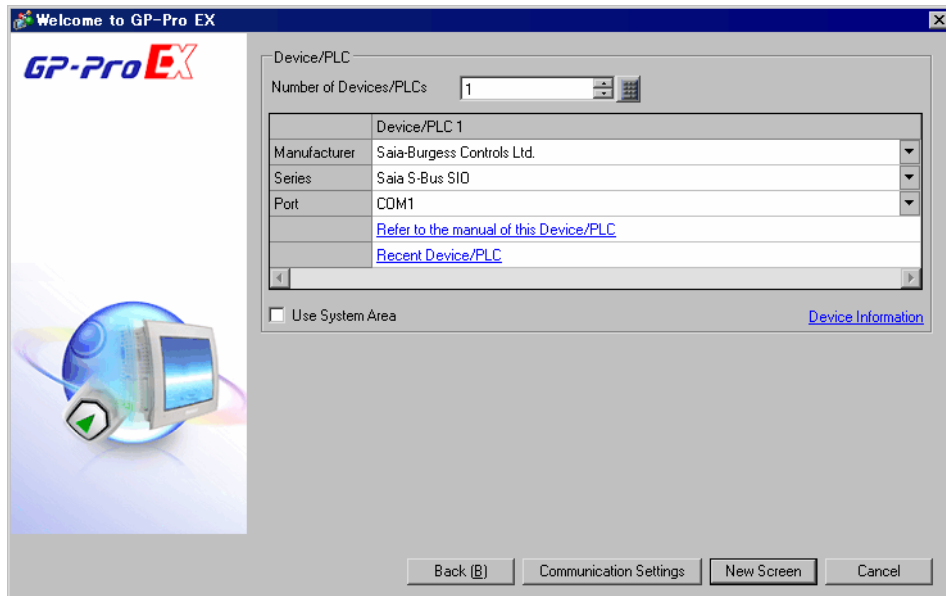 Welcome to GP-Pro EX
GP-Pro EX
Device/PLC
Number of Devices/PLCs 1
Device/PLC 1
Manufacturer Saia-Burgess Controls Ltd.
Series Saia S-Bus SIO
Port COM1
Refer to the manual of this Device/PLC
Recent Device/PLC
Use System Area Device Information
Back (B) Communication Settings New Screen Cancel